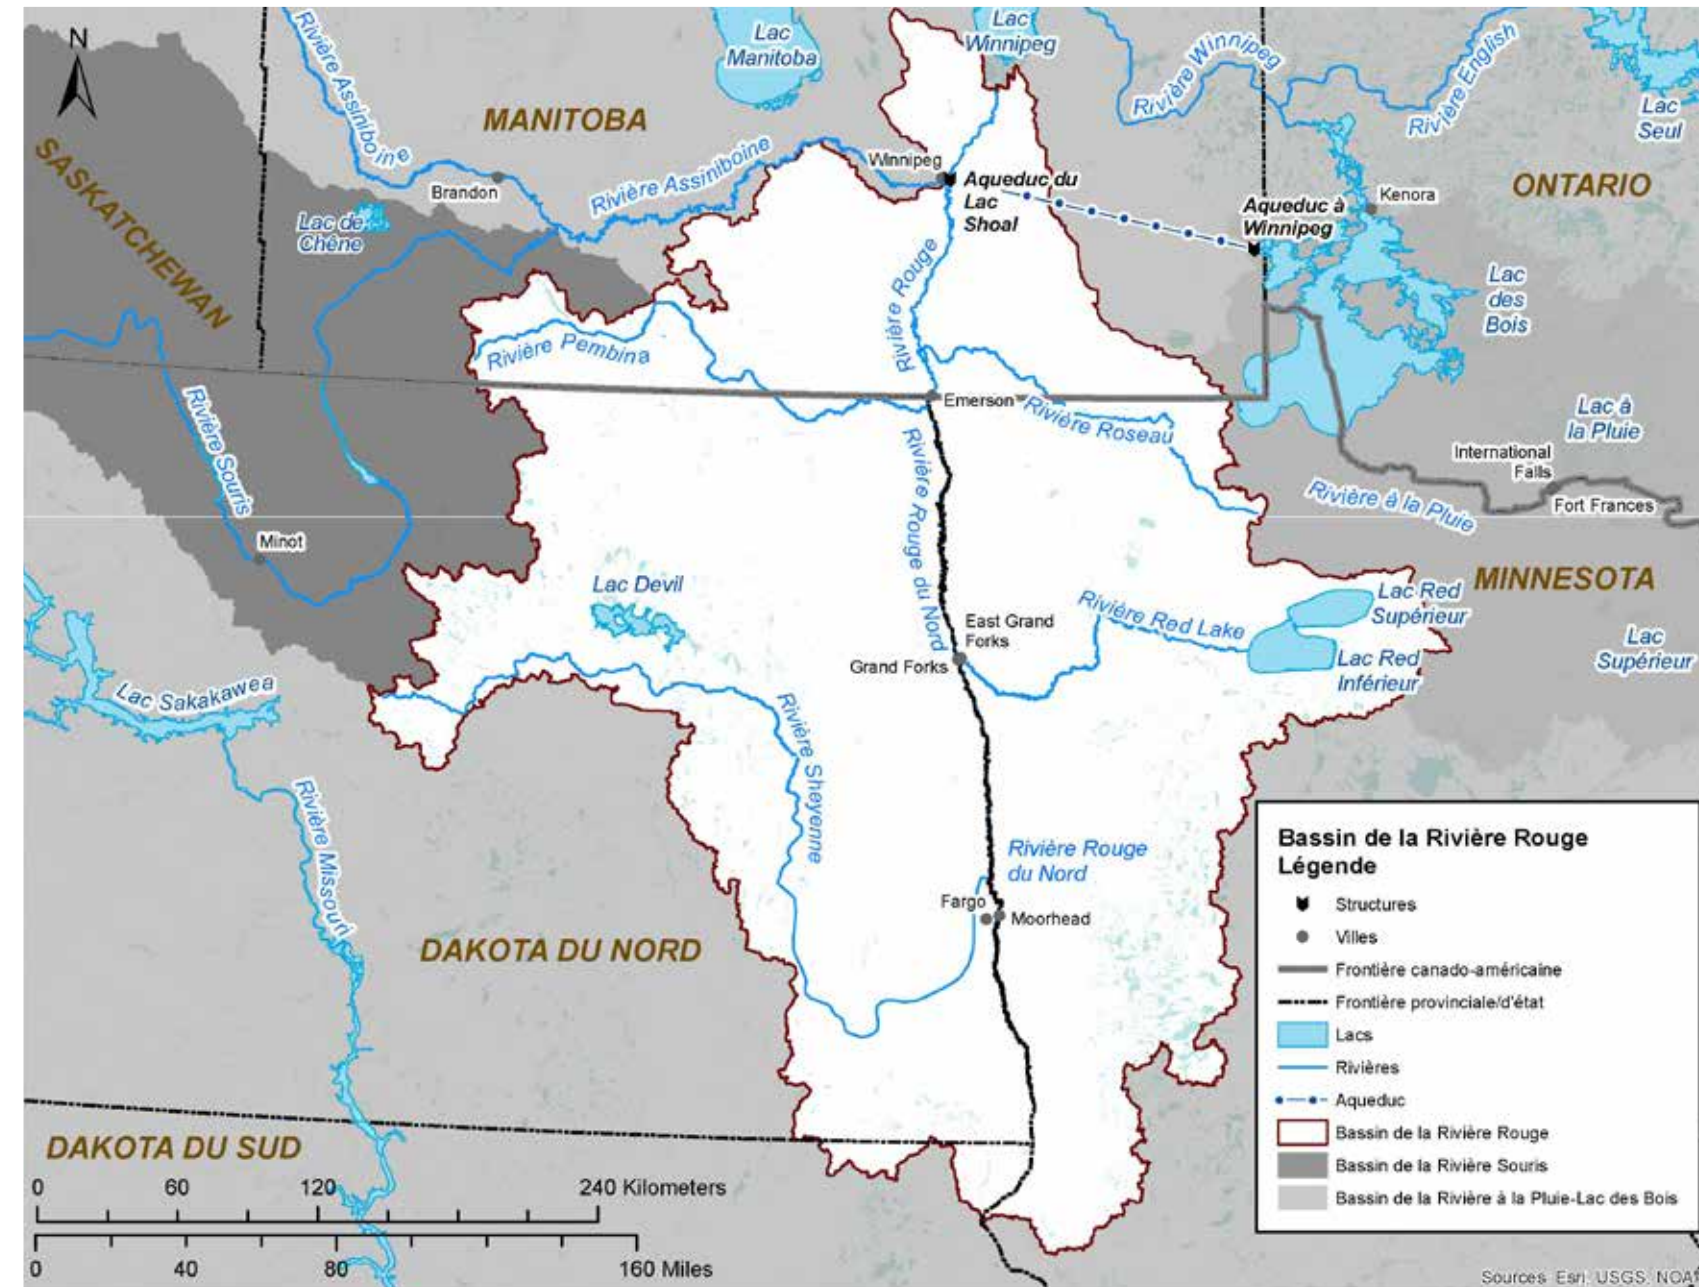 N
Rivière Assiniboine
Lac
Manitoba
Lac
Winnipeg
Rivière Winnipeg
Rivière English
Lac
Seul
MANITOBA
SASKATCHEWAN
Brandon
Rivière Assiniboine
Winnipeg
Aqueduc du
Lac
Shoal
Aqueduc à
Winnipeg
Kenora
ONTARIO
Lac de
Chêne
Rivière Rouge
Lac
des
Bois
Rivière Pembina
Emerson
Rivière Roseau
Lac à
la Pluie
International
Falls
Fort Frances
Rivière à la Pluie
Rivière Souris
Minot
Rivière Rouge du Nord
MINNESOTA
Lac Devil
Lac Red
Supérieur
Rivière Red Lake
East Grand
Forks
Grand Forks
Lac Red
Inférieur
Lac
Supérieur
Lac Sakakawea
Rivière Sheyenne
Rivière Missouri
Rivière Rouge
du Nord
Fargo
Moorhead
DAKOTA DU NORD
DAKOTA DU SUD
0 60 120 240 Kilometers
0 40 80 160 Miles
Bassin de la Rivière Rouge
Légende
Structures
Villes
Frontière canado-américaine
Frontière provinciale/d'état
Lacs
Rivières
Aqueduc
Bassin de la Rivière Rouge
Bassin de la Rivière Souris
Bassin de la Rivière à la Pluie-Lac des Bois
Sources: Esri, USGS, NOAA